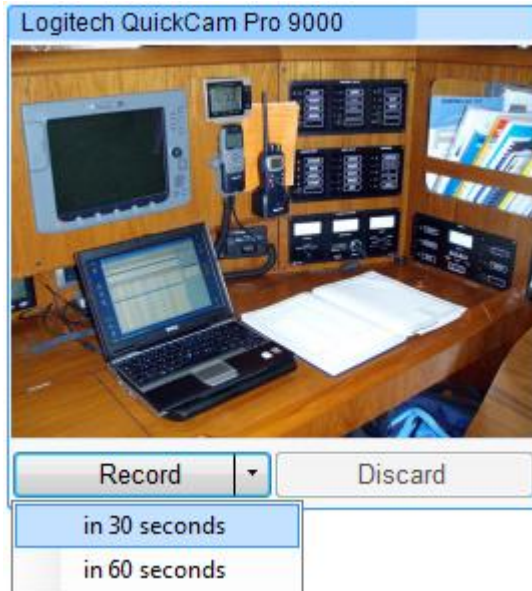 Logitech QuickCam Pro 9000
Record
Discard
in 30 seconds
in 60 seconds